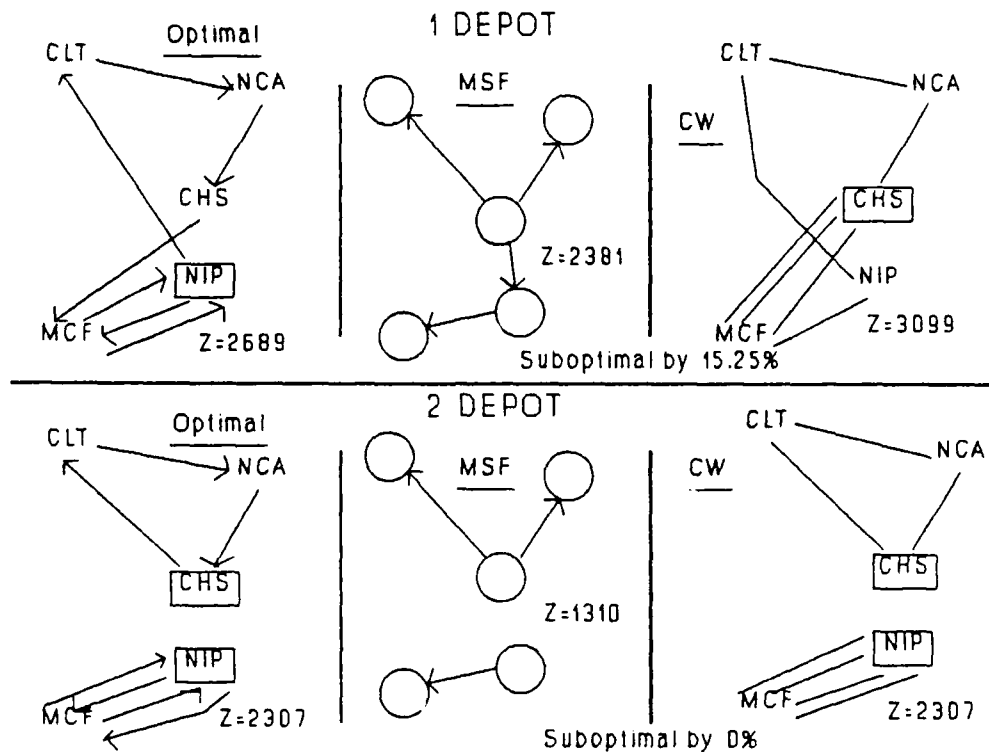 1 DEPOT
Optimal
CLT
NCA
CHS
NIP
MCF
Z=2689
MSF
Z=2381
CW
CLT
NCA
CHS
NIP
MCF
Z=3099
Suboptimal by 15.25%
2 DEPOT
Optimal
CLT
NCA
CHS
NIP
MCF
Z=2307
MSF
Z=1310
CW
CLT
NCA
CHS
NIP
MCF
Z=2307
Suboptimal by 0%